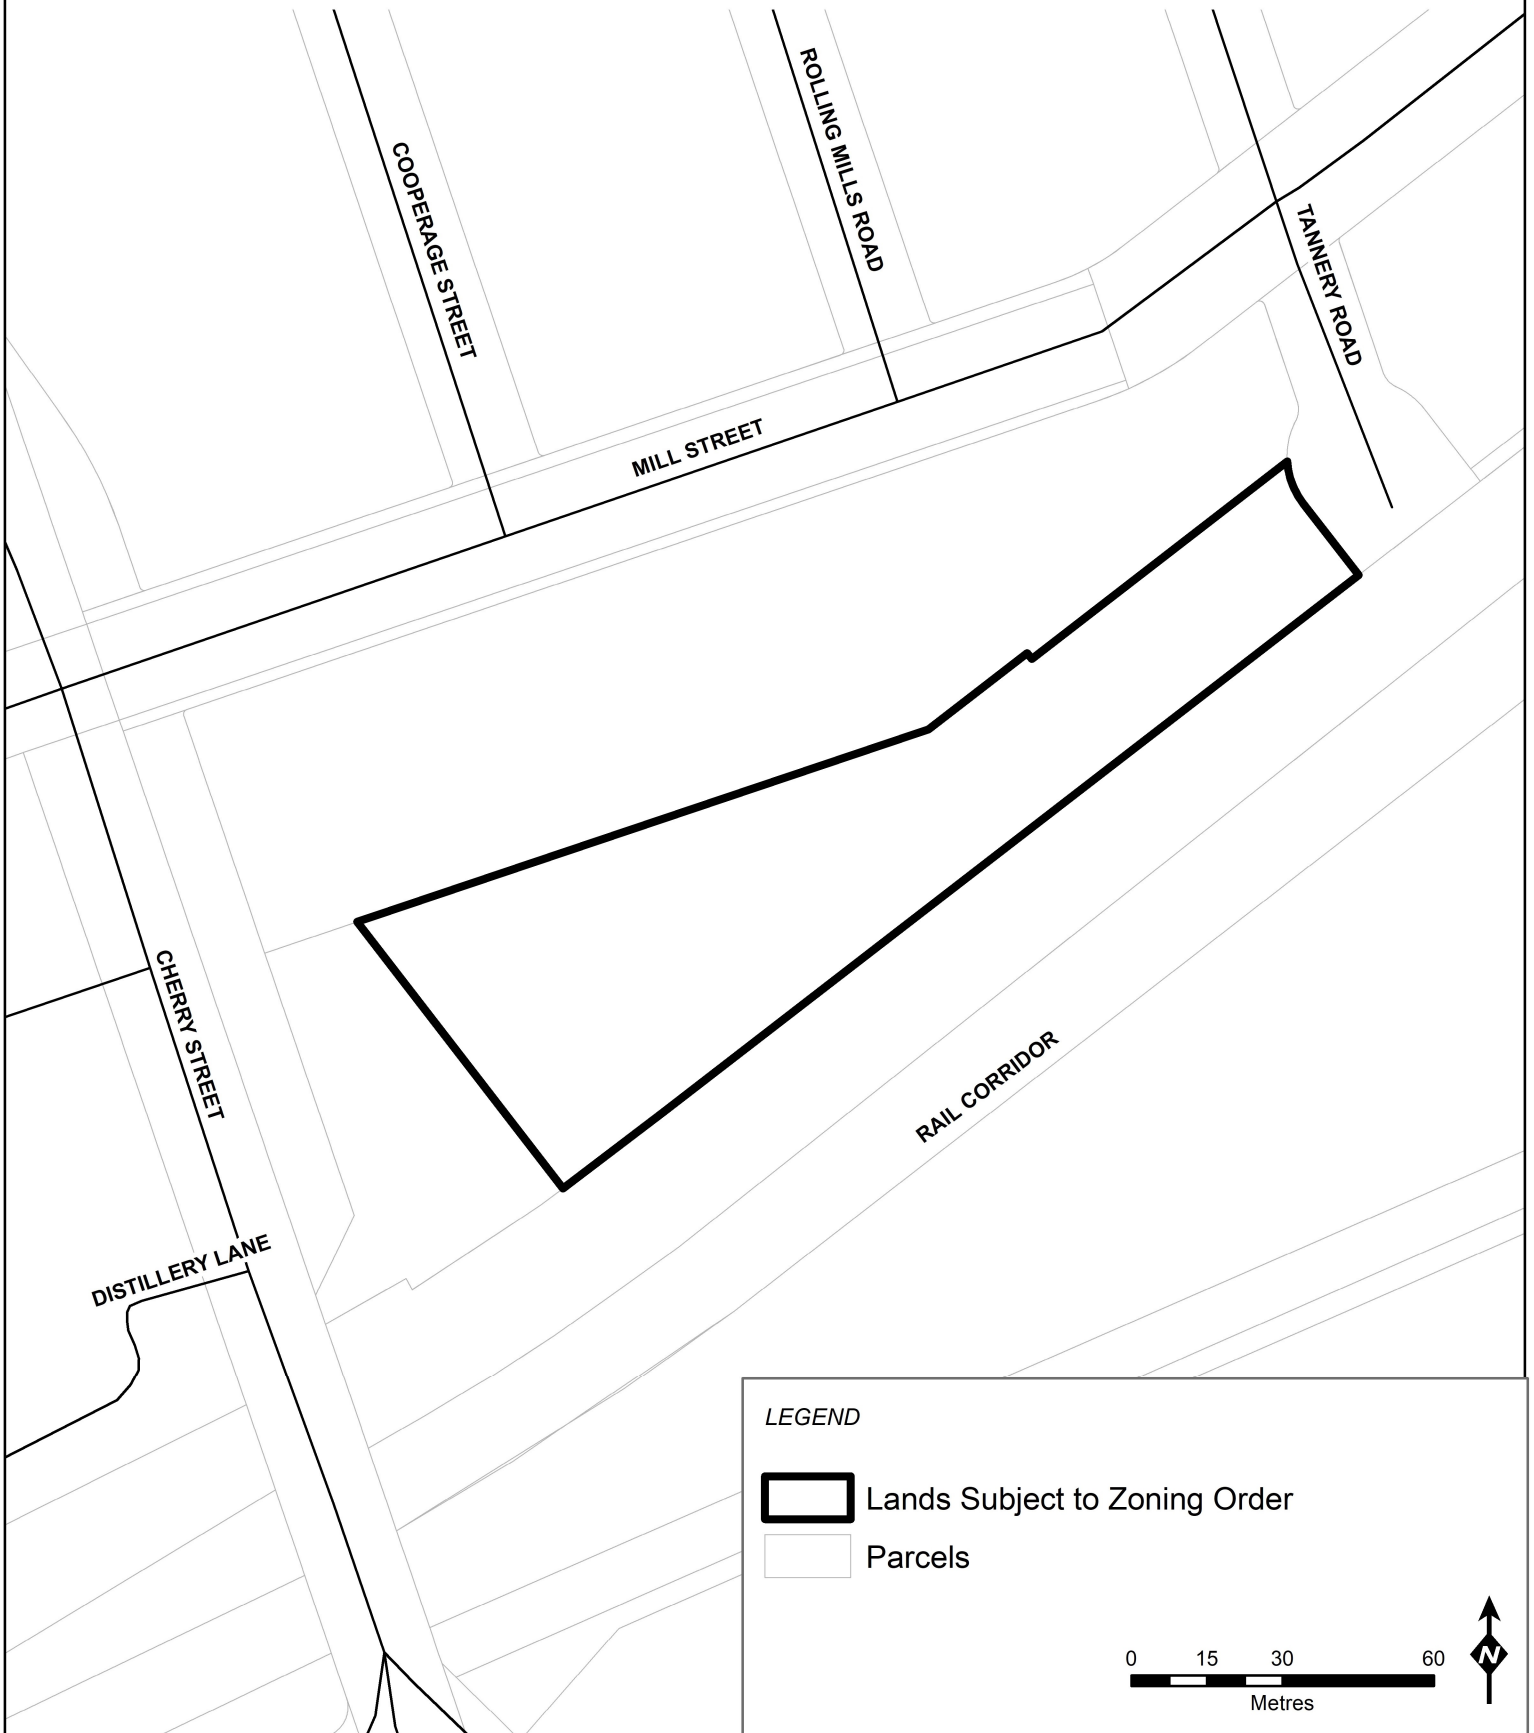 ROLLING MILLS ROAD
COOPERAGE STREET
TANNERY ROAD
MILL STREET
CHERRY STREET
RAIL CORRIDOR
DISTILLERY LANE
LEGEND
Lands Subject to Zoning Order
Parcels
0 15 30 60
Metres
N